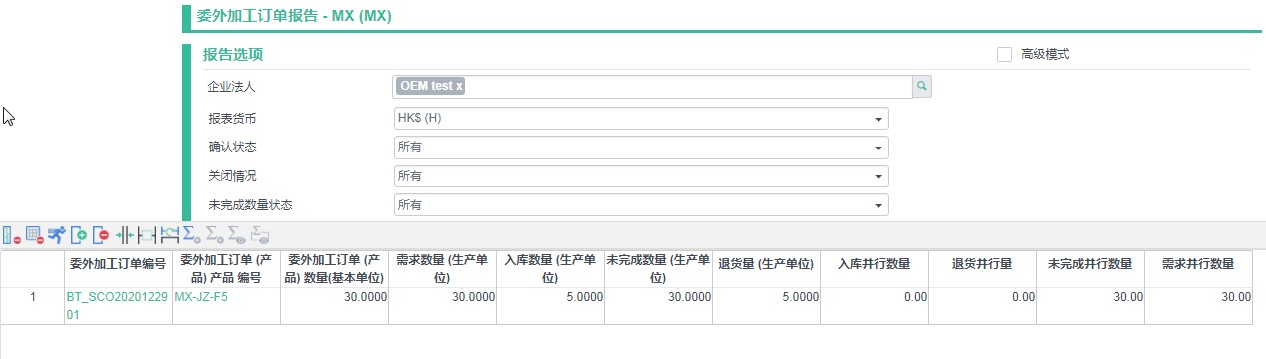 委外加工订单报告 - MX (MX)
报告选项
高级模式
企业法人
OEM test x
报表货币
HK$ (H)
确认状态
所有
关闭情况
所有
未完成数量状态
所有
委外加工订单编号
委外加工订单 (产
品) 产品 编号
委外加工订单 (产
品) 数量(基本单位)
需求数量 (生产单
位)
入库数量 (生产单
位)
未完成数量 (生产单
位)
退货量 (生产单位)
入库并行数量
退货并行量
未完成并行数量
需求并行数量
1
BT_SCO20201229
01
MX-JZ-F5
30.0000
30.0000
5.0000
30.0000
5.0000
0.00
0.00
30.00
30.00